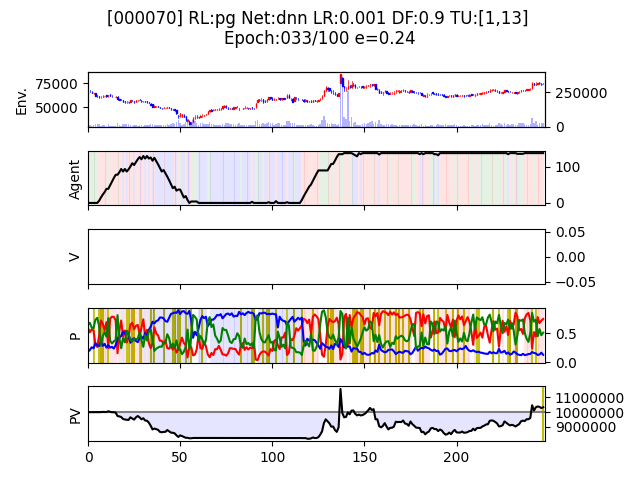 [000070] RL:pg Net:dnn LR:0.001 DF:0.9 TU:[1,13]
Epoch:033/100 e=0.24
Env.
75000
50000
250000
0
Agent
100
0
V
0.05
0.00
−0.05
P
0.5
0.0
PV
11000000
10000000
9000000
0
50
100
150
200